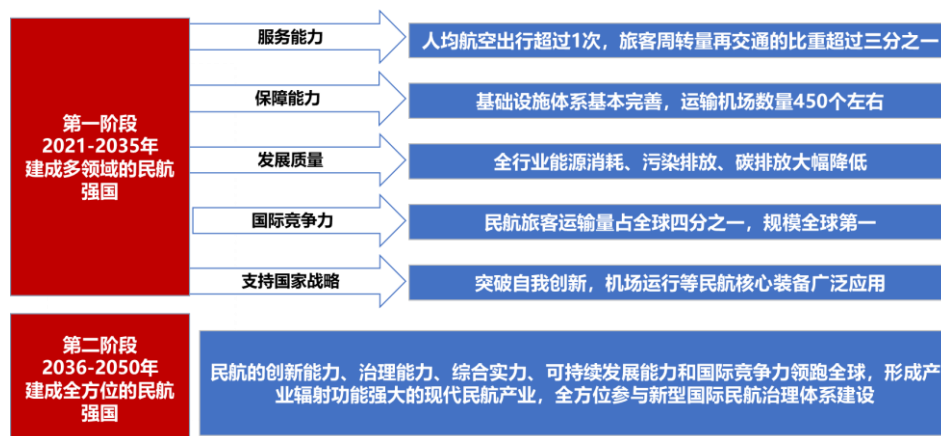 第一阶段
2021-2035年
建成多领域的民航
强国
服务能力
人均航空出行超过1次，旅客周转量再交通的比重超过三分之一
保障能力
基础设施体系基本完善，运输机场数量450个左右
发展质量
全行业能源消耗、污染排放、碳排放大幅降低
国际竞争力
民航旅客运输量占全球四分之一，规模全球第一
支持国家战略
突破自我创新，机场运行等民航核心装备广泛应用
第二阶段
2036-2050年
建成全方位的民航
强国
民航的创新能力、治理能力、综合实力、可持续发展能力和国际竞争力领跑全球，形成产
业辐射功能强大的现代民航产业，全方位参与新型国际民航治理体系建设